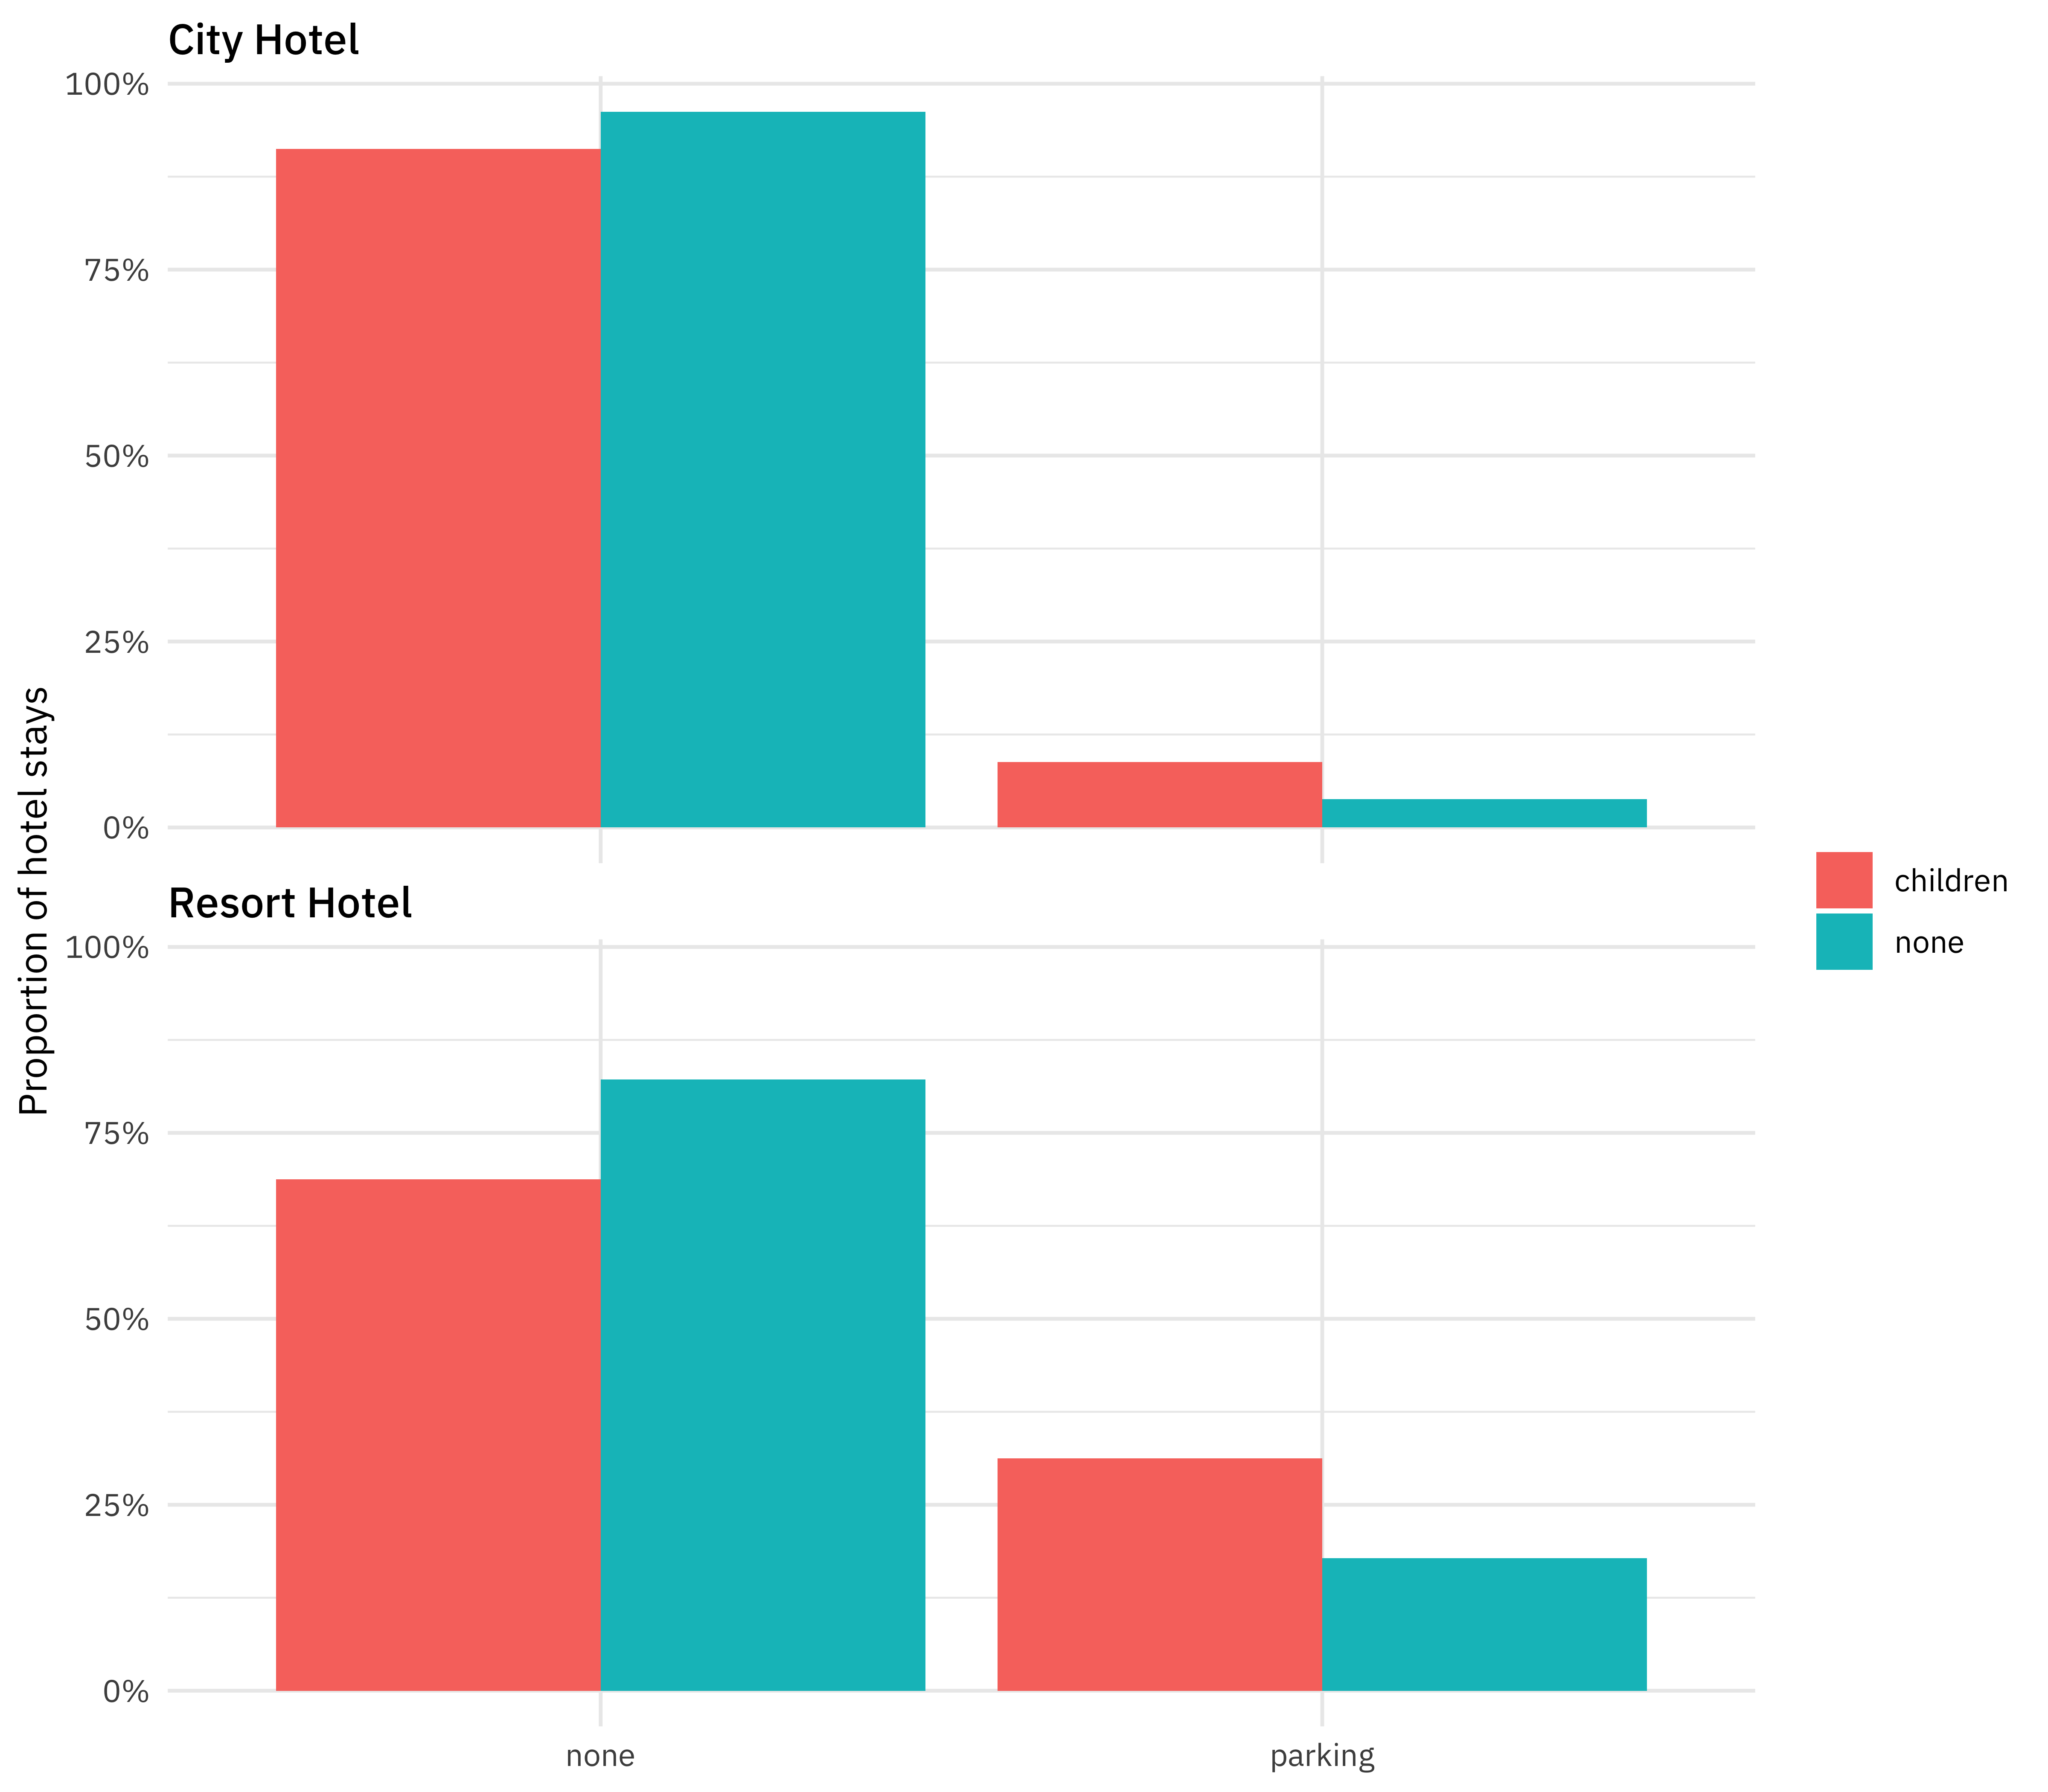 City Hotel
100%
75%
50%
25%
0%
Proportion of hotel stays
Resort Hotel
100%
75%
50%
25%
0%
none
parking
children
none